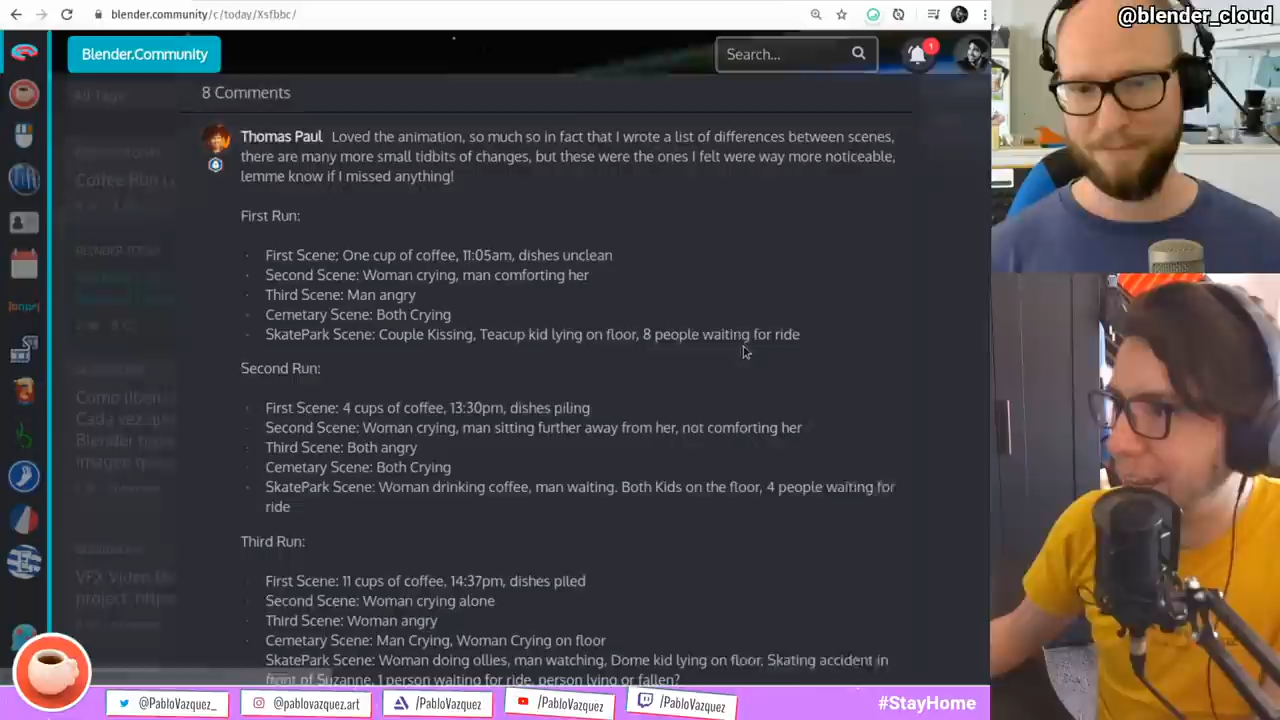 blender.community/c/today/Xsfbbc/
@blender_cloud
Blender.Community
Search...
1
All Tags
8 Comments
Thomas Paul Loved the animation, so much so in fact that I wrote a list of differences between scenes,
there are many more small tidbits of changes, but these were the ones I felt were way more noticeable,
lemme know if I missed anything!
Coffee Run
First Run:
BLENDER TODAY
First Scene: One cup of coffee, 11:05am, dishes unclean
Second Scene: Woman crying, man comforting her
Third Scene: Man angry
Cemetary Scene: Both Crying
SkatePark Scene: Couple Kissing, Teacup kid lying on floor, 8 people waiting for ride
Second Run:
First Scene: 4 cups of coffee, 13:30pm, dishes piling
Second Scene: Woman crying, man sitting further away from her, not comforting her
Third Scene: Both angry
Cemetary Scene: Both Crying
SkatePark Scene: Woman drinking coffee, man waiting. Both Kids on the floor, 4 people waiting for
ride
Third Run:
First Scene: 11 cups of coffee, 14:37pm, dishes piled
Second Scene: Woman crying alone
Third Scene: Woman angry
Cemetary Scene: Man Crying, Woman Crying on floor
SkatePark Scene: Woman doing ollies, man watching, Dome kid lying on floor, Skating accident in
front of Suzanne, 1 person waiting for ride, person lying or fallen?
@PabloVazquez_
@pablovazquez.art
/PabloVazquez
/PabloVazquez
/PabloVazquez
#StayHome